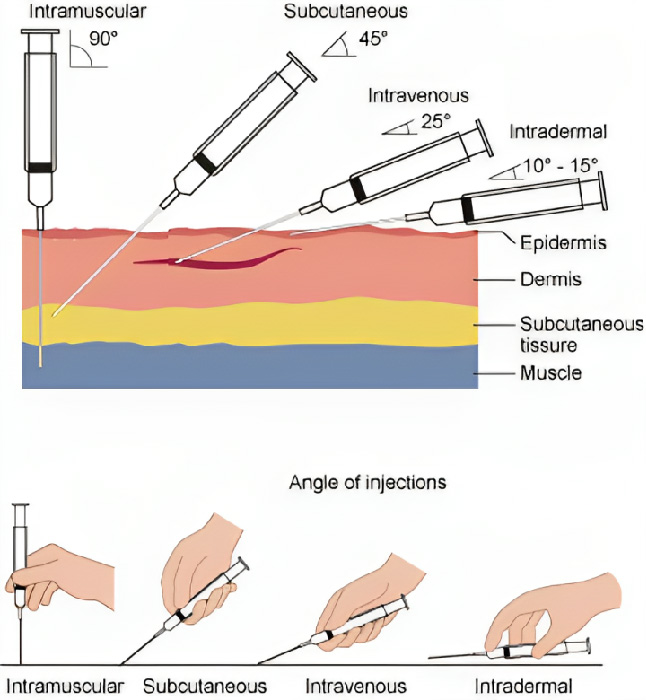 Intramuscular
90°
Subcutaneous
45°
Intravenous
25°
Intradermal
10° - 15°
Epidermis
Dermis
Subcutaneous
tissure
Muscle
Angle of injections
Intramuscular
Subcutaneous
Intravenous
Intradermal